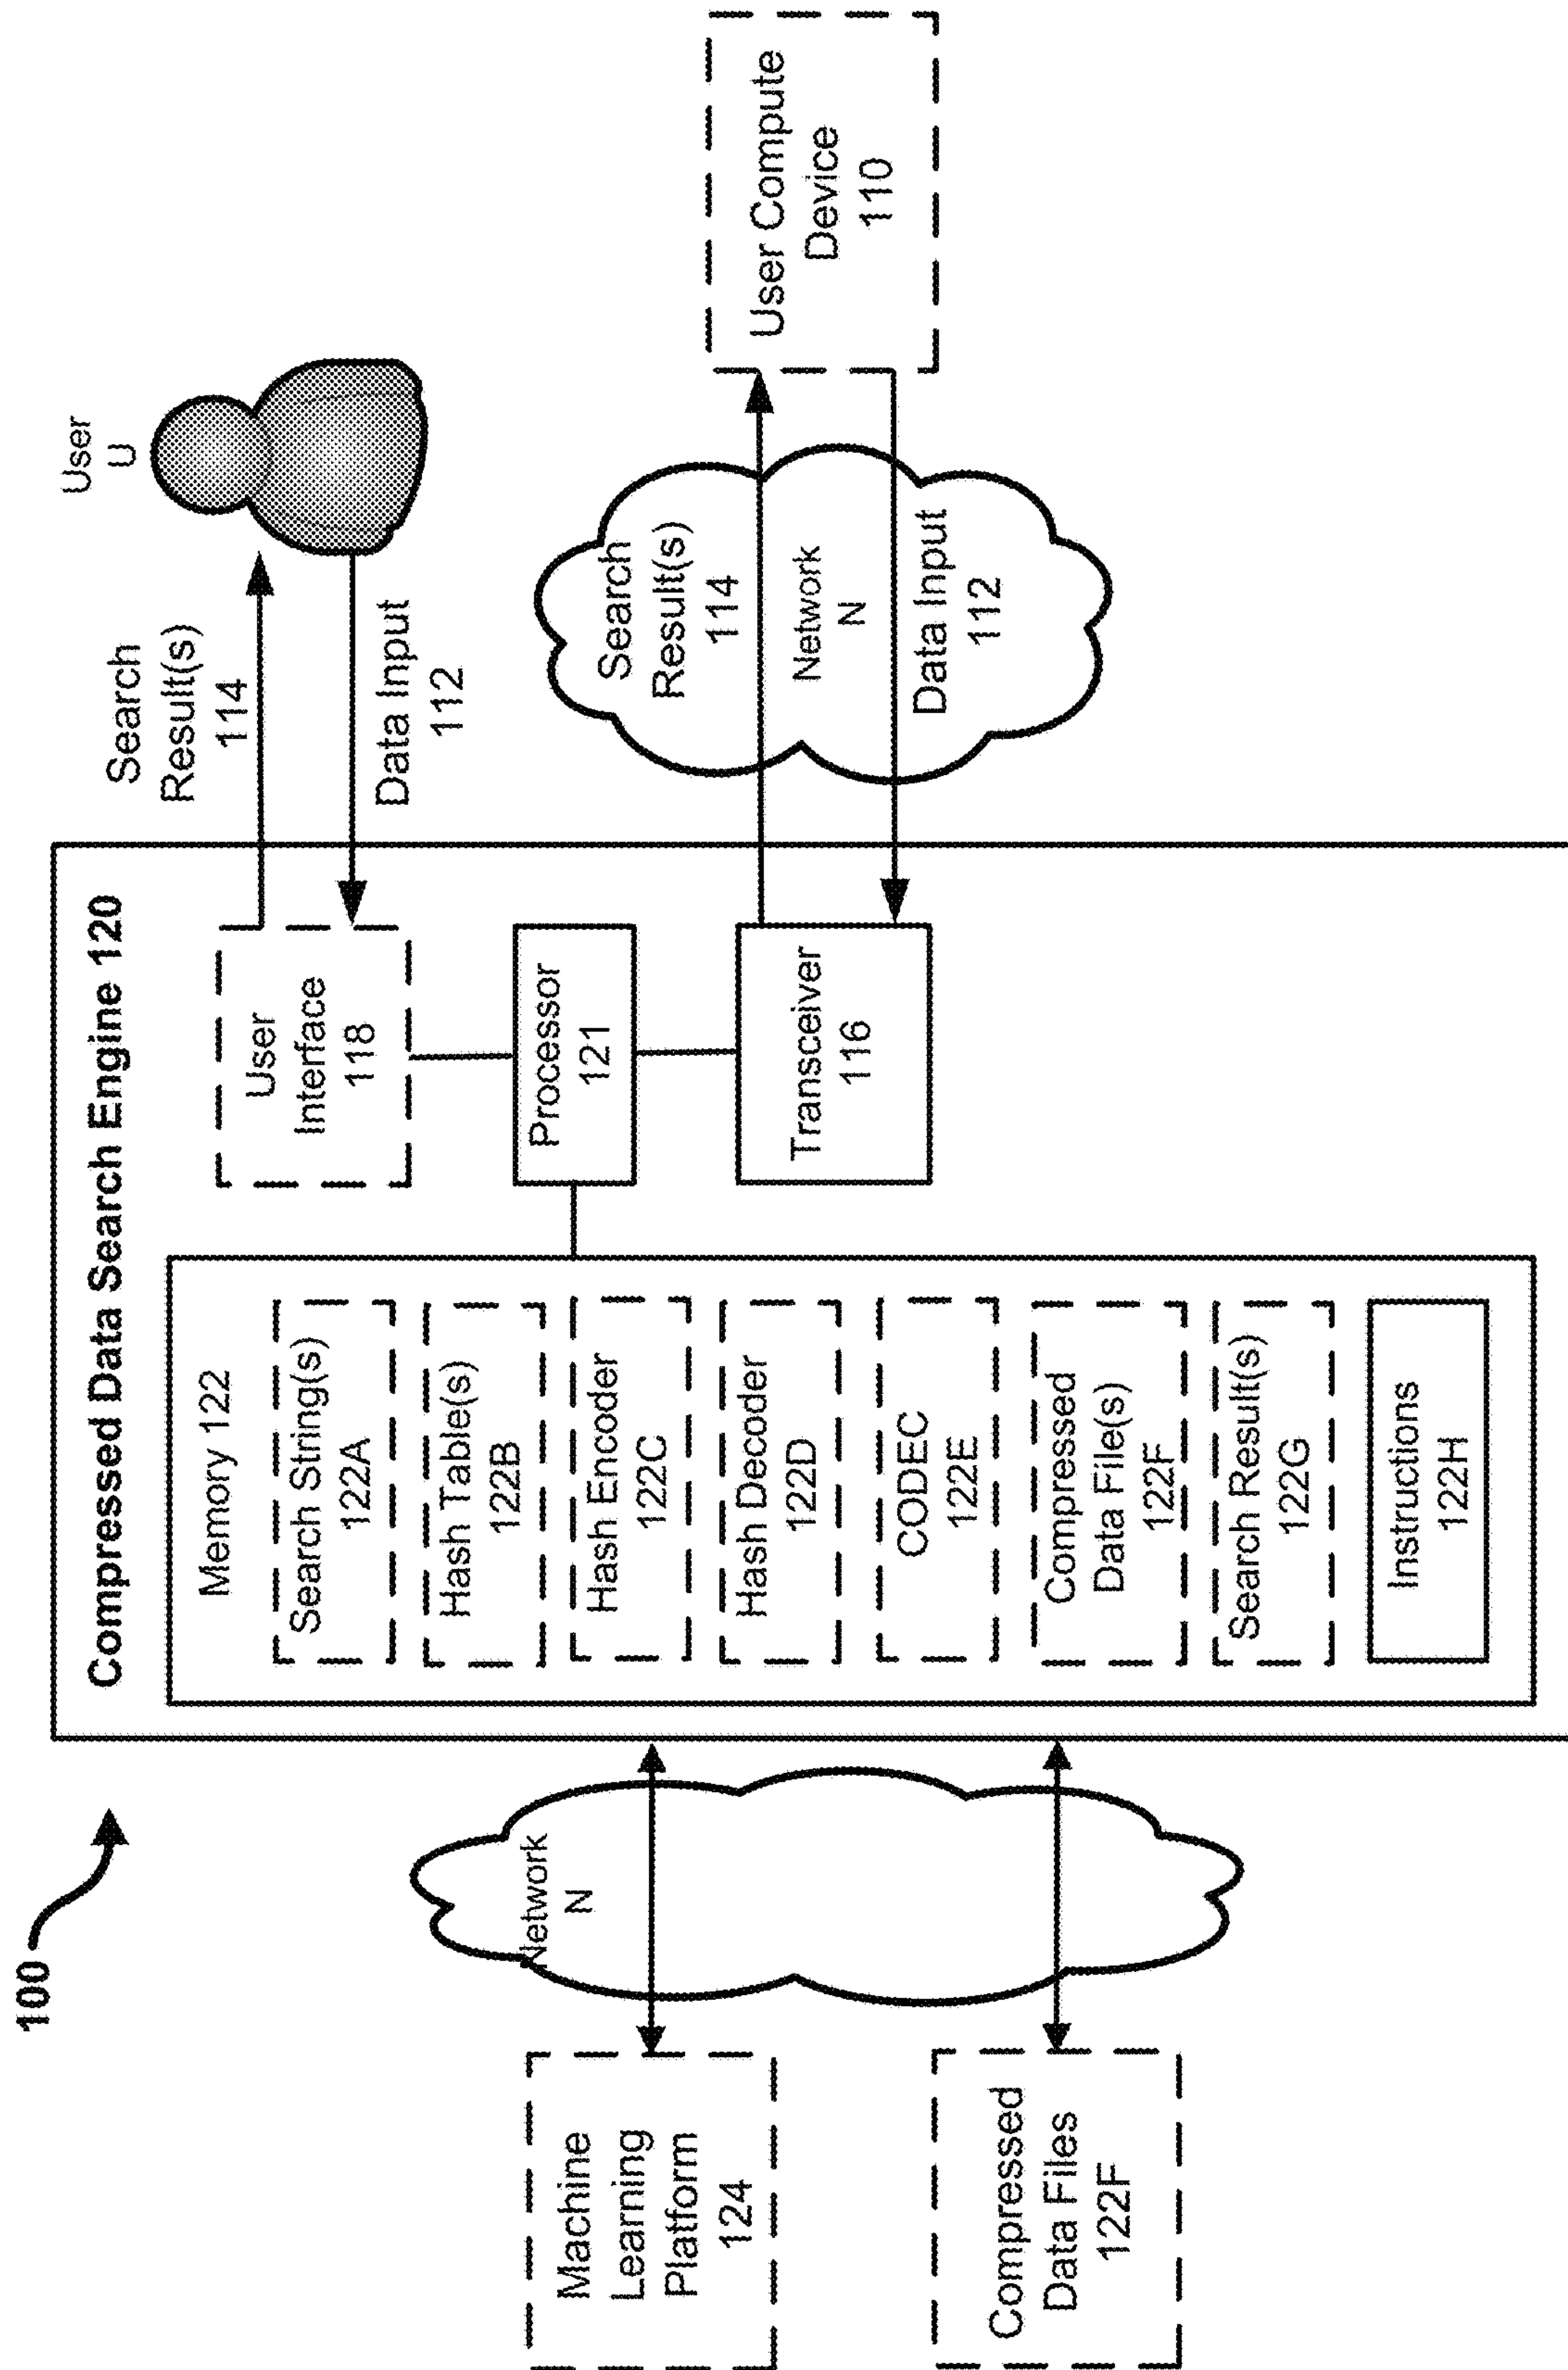 100
Machine
Learning
Platform
124
Compressed
Data Files
122F
Network
N
Compressed Data Search Engine 120
Memory 122
Search String(s)
122A
Hash Table(s)
122B
Hash Encoder
122C
Hash Decoder
122D
CODEC
122E
Compressed
Data File(s)
122F
Search Result(s)
122G
Instructions
122H
User
Interface
118
Processor
121
Transceiver
116
Search
Result(s)
114
Data Input
112
User
U
Search
Result(s)
114
Network
N
Data Input
112
User Compute
Device
110